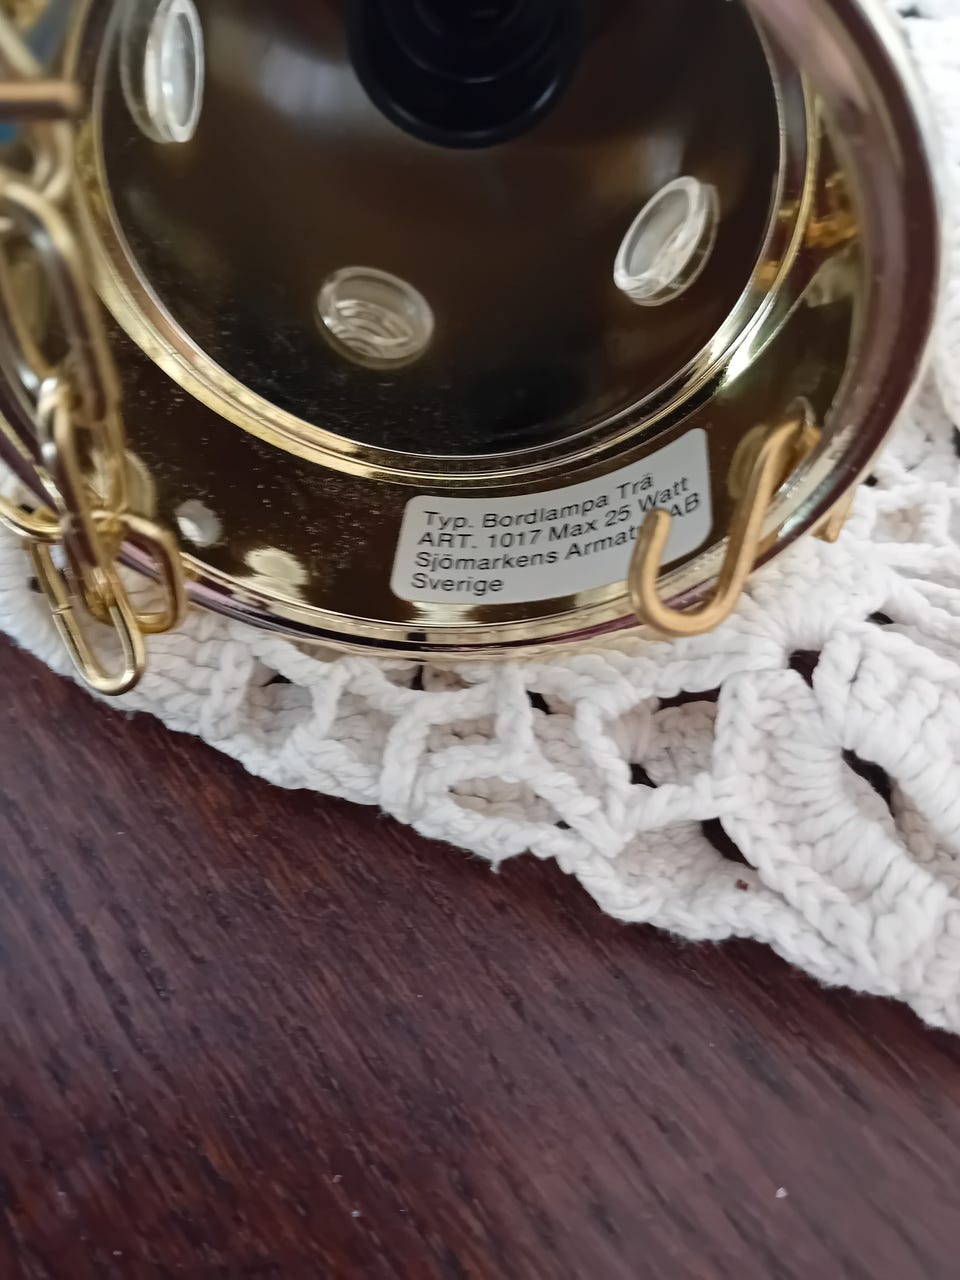 Typ. Bordlampa Trä
ART. 1017 Max 25 Watt
Sjömarkens AB
Sverige